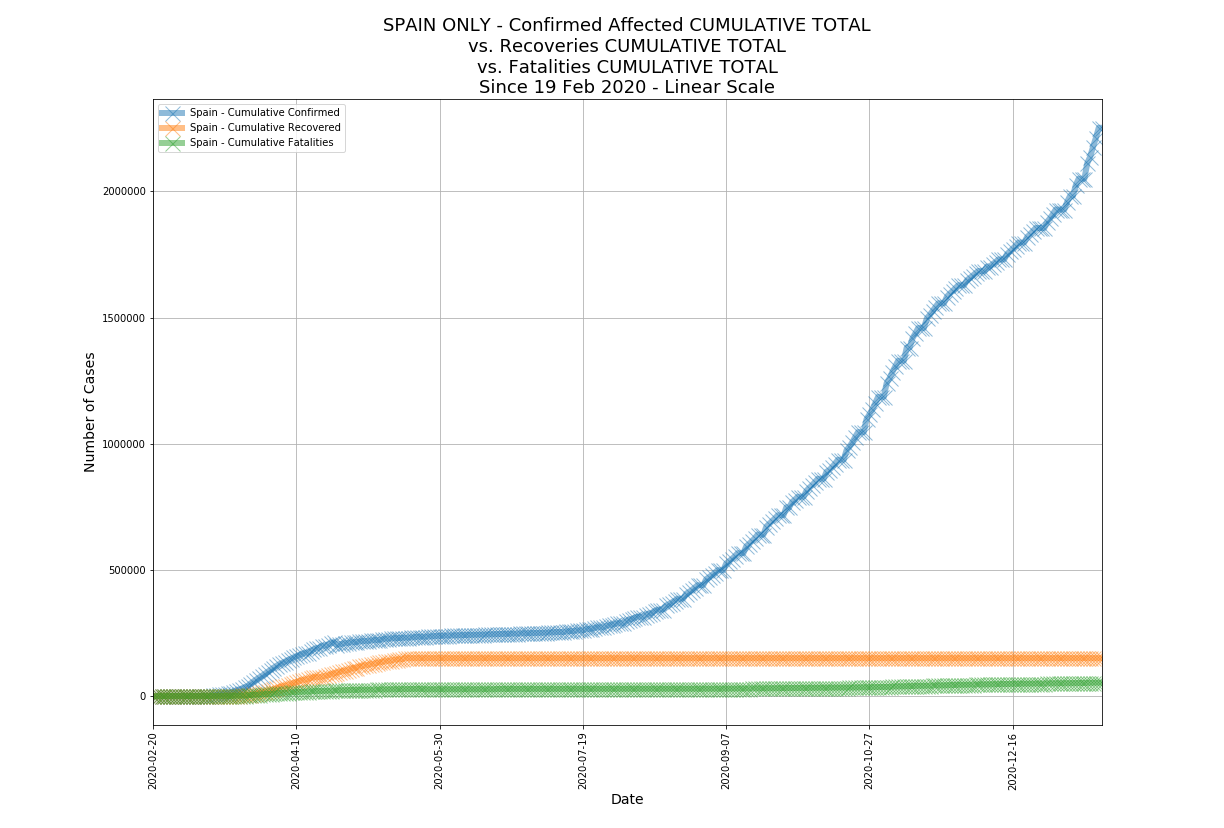 SPAIN ONLY - Confirmed Affected CUMULATIVE TOTAL
vs. Recoveries CUMULATIVE TOTAL
vs. Fatalities CUMULATIVE TOTAL
Since 19 Feb 2020 - Linear Scale
Spain - Cumulative Confirmed
Spain - Cumulative Recovered
Spain - Cumulative Fatalities
Number of Cases
2000000
1500000
1000000
500000
0
2020-02-20
2020-04-10
2020-05-30
2020-07-19
2020-09-07
2020-10-27
2020-12-16
Date